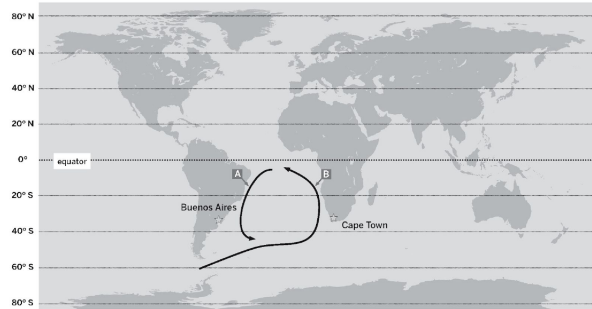 80° N
60° N
40° N
20° N
0°
equator
A
B
20° S
Buenos Aires
Cape Town
40° S
60° S
80° S